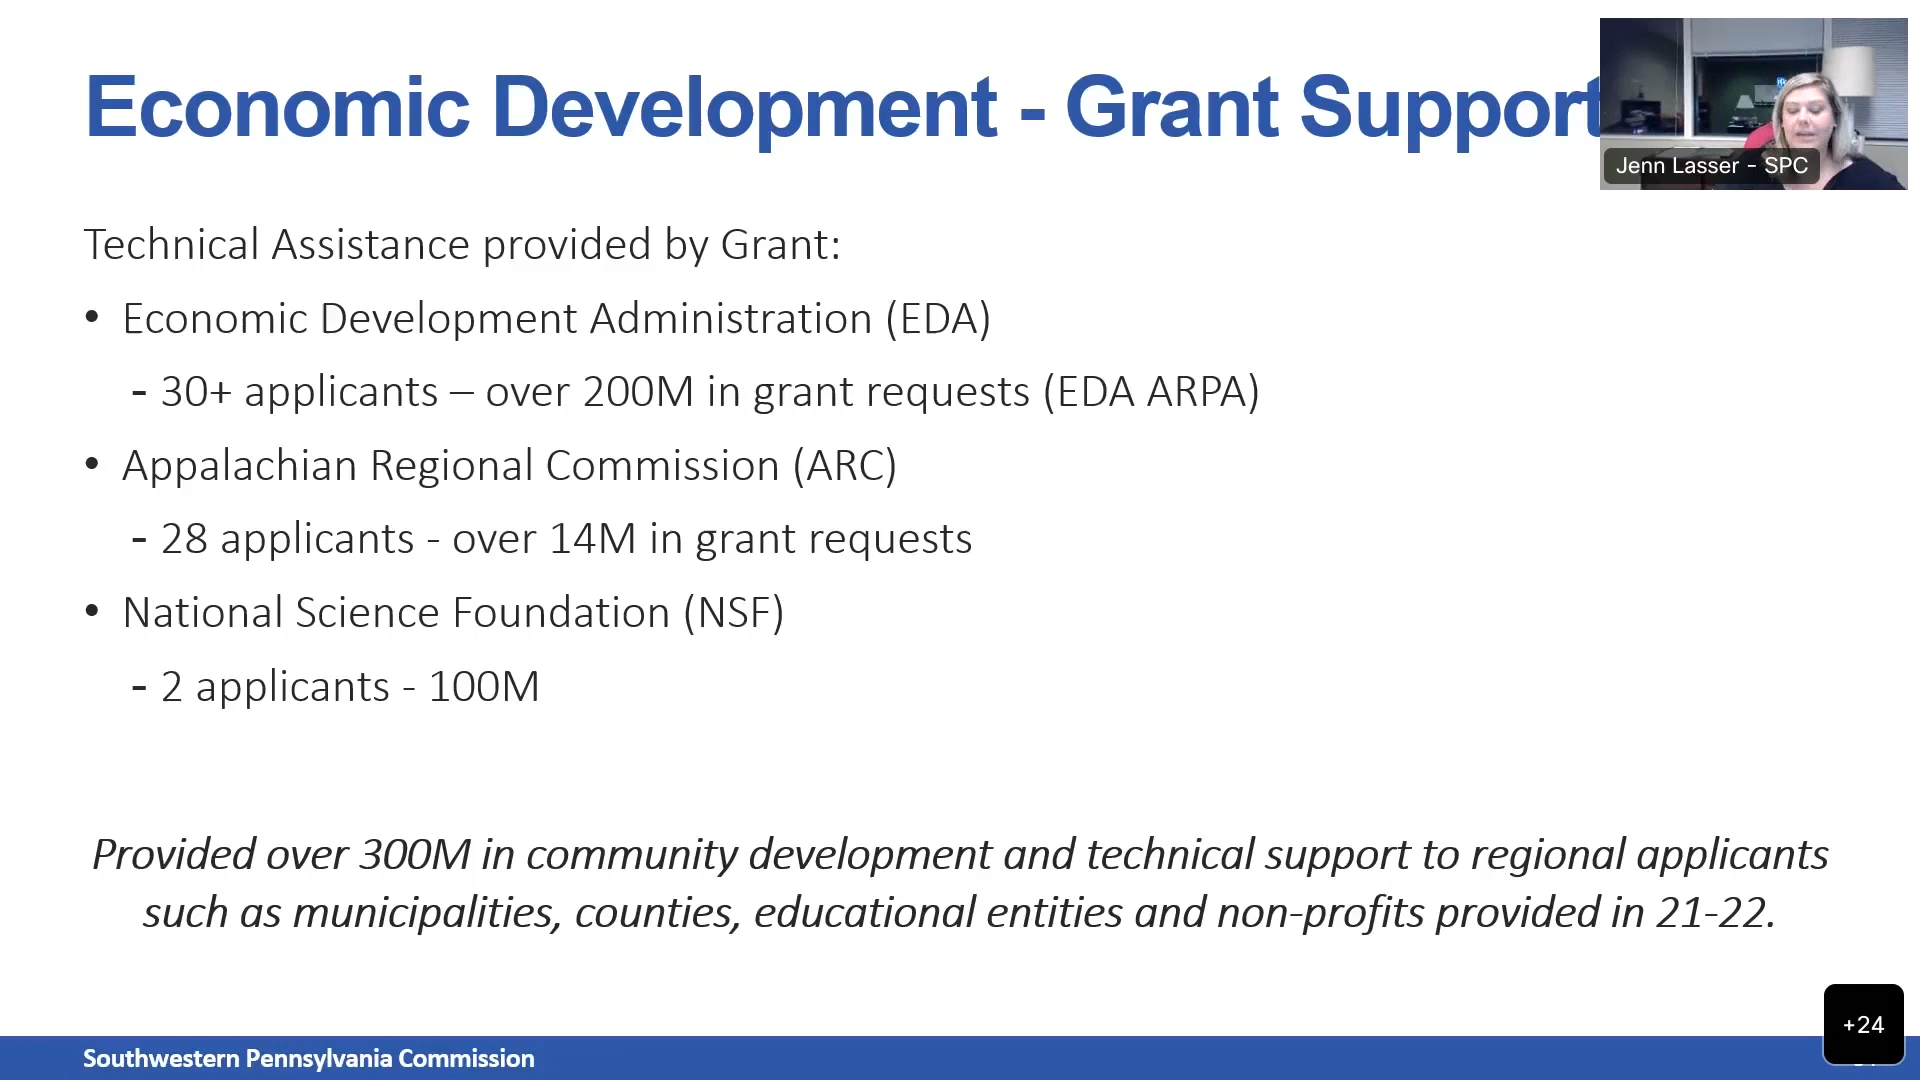 Economic Development - Grant Support
Jenn Lasser - SPC
Technical Assistance provided by Grant:
• Economic Development Administration (EDA)
- 30+ applicants – over 200M in grant requests (EDA ARPA)
• Appalachian Regional Commission (ARC)
- 28 applicants - over 14M in grant requests
• National Science Foundation (NSF)
- 2 applicants - 100M
Provided over 300M in community development and technical support to regional applicants
such as municipalities, counties, educational entities and non-profits provided in 21-22.
+24
Southwestern Pennsylvania Commission